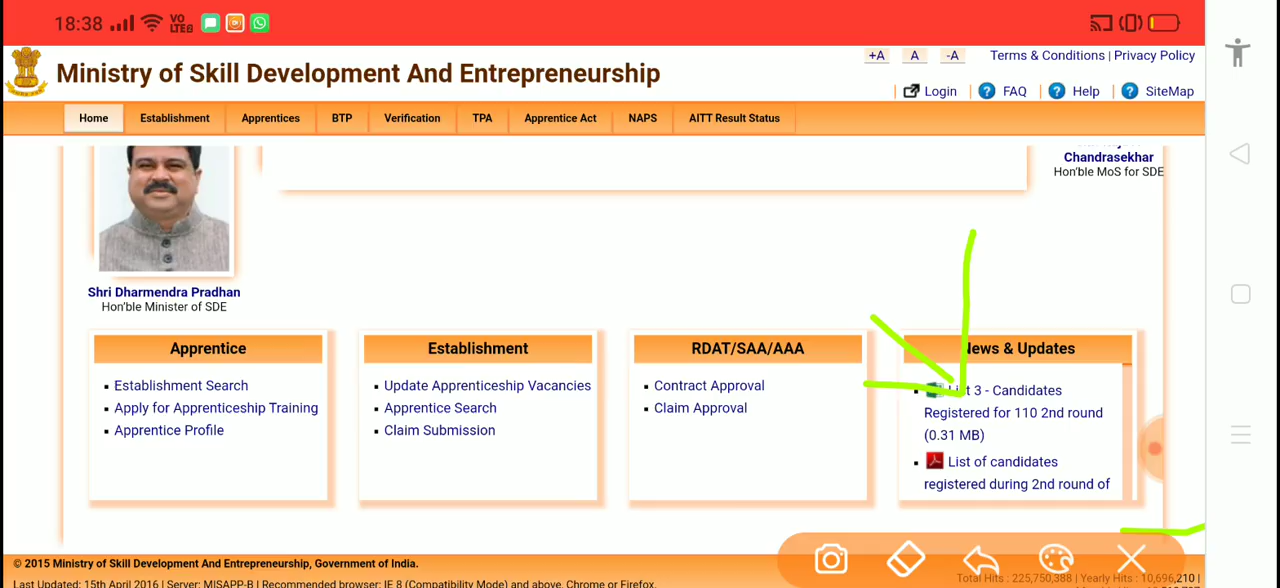 18:38 VO LTE
+A A -A Terms & Conditions | Privacy Policy
Ministry of Skill Development And Entrepreneurship
Login FAQ Help SiteMap
Home Establishment Apprentices BTP Verification TPA Apprentice Act NAPS AITT Result Status
Chandrasekhar
Hon'ble MoS for SDE
Shri Dharmendra Pradhan
Hon'ble Minister of SDE
Apprentice
Establishment Search
Apply for Apprenticeship Training
Apprentice Profile
Establishment
Update Apprenticeship Vacancies
Apprentice Search
Claim Submission
RDAT/SAA/AAA
Contract Approval
Claim Approval
News & Updates
List 3 - Candidates
Registered for 110 2nd round
(0.31 MB)
List of candidates
registered during 2nd round of
© 2015 Ministry of Skill Development And Entrepreneurship, Government of India.
Last Updated: 15th April 2016 | Server: MISAPP-B | Recommended browser: IE 8 (Compatibility Mode) and above, Chrome or Firefox.
Total Hits : 225,750,388 | Yearly Hits : 10,696,210 |